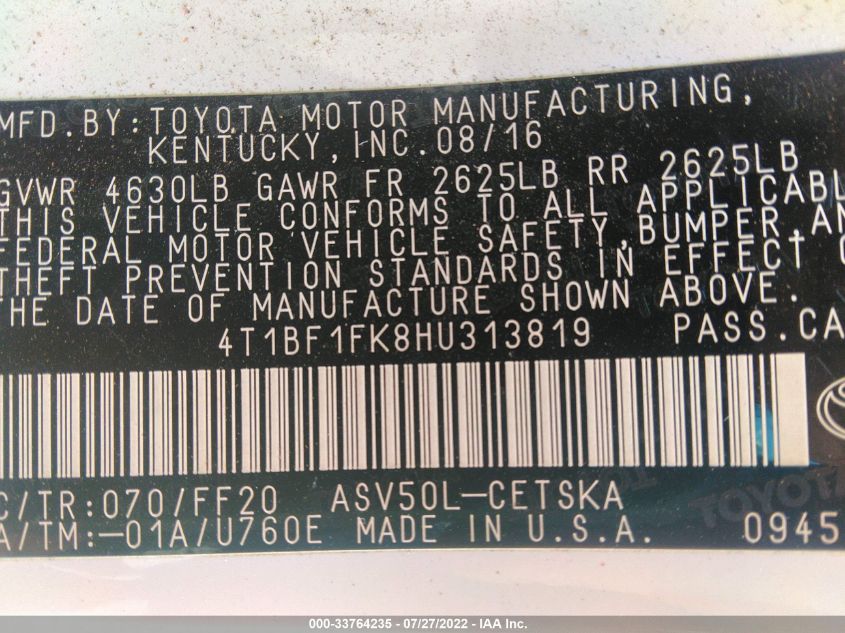 MFD.BY:TOYOTA MOTOR MANUFACTURING,
KENTUCKY,INC.08/16
GVWR 4630LB GAWR FR 2625LB RR 2625LB
THIS VEHICLE CONFORMS TO ALL APPLICABL
FEDERAL MOTOR VEHICLE SAFETY,BUMPER,AN
THEFT PREVENTION STANDARDS IN EFFECT O
THE DATE OF MANUFACTURE SHOWN ABOVE.
4T1BF1FK8HU313819 PASS.CA
C/TR:070/FF20 ASV50L-CETSKA
A/TM:-01A/U760E MADE IN U.S.A. 0945
TOYOTA
000-33764235 - 07/27/2022 - IAA Inc.